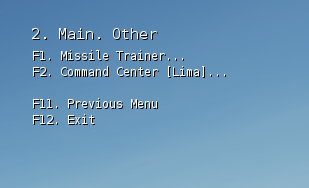 2. Main. Other
F1. Missile Trainer...
F2. Command Center [Lima]...
F11. Previous Menu
F12. Exit